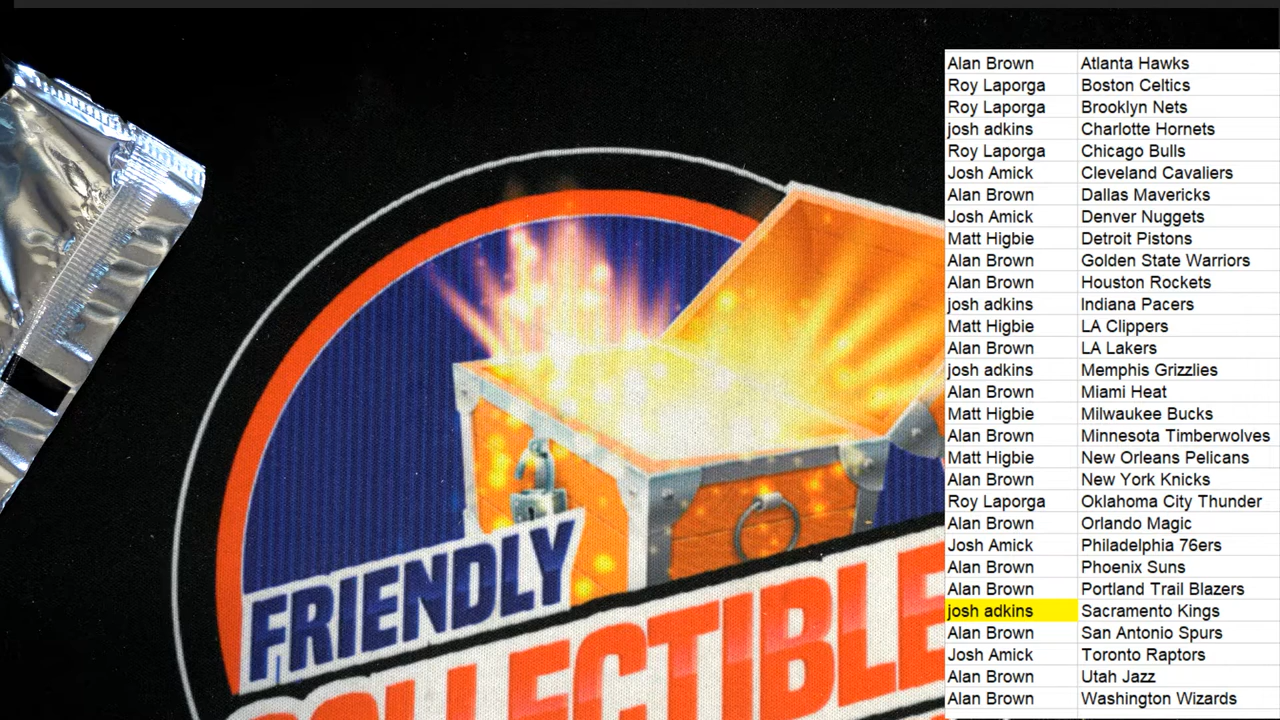 Alan Brown Atlanta Hawks
Roy Laporga Boston Celtics
Roy Laporga Brooklyn Nets
josh adkins Charlotte Hornets
Roy Laporga Chicago Bulls
Josh Amick Cleveland Cavaliers
Alan Brown Dallas Mavericks
Josh Amick Denver Nuggets
Matt Higbie Detroit Pistons
Alan Brown Golden State Warriors
Alan Brown Houston Rockets
josh adkins Indiana Pacers
Matt Higbie LA Clippers
Alan Brown LA Lakers
josh adkins Memphis Grizzlies
Alan Brown Miami Heat
Matt Higbie Milwaukee Bucks
Alan Brown Minnesota Timberwolves
Matt Higbie New Orleans Pelicans
Alan Brown New York Knicks
Roy Laporga Oklahoma City Thunder
Alan Brown Orlando Magic
Josh Amick Philadelphia 76ers
Alan Brown Phoenix Suns
Alan Brown Portland Trail Blazers
josh adkins Sacramento Kings
Alan Brown San Antonio Spurs
Josh Amick Toronto Raptors
Alan Brown Utah Jazz
Alan Brown Washington Wizards
FRIENDLY
COLLECTIBLE